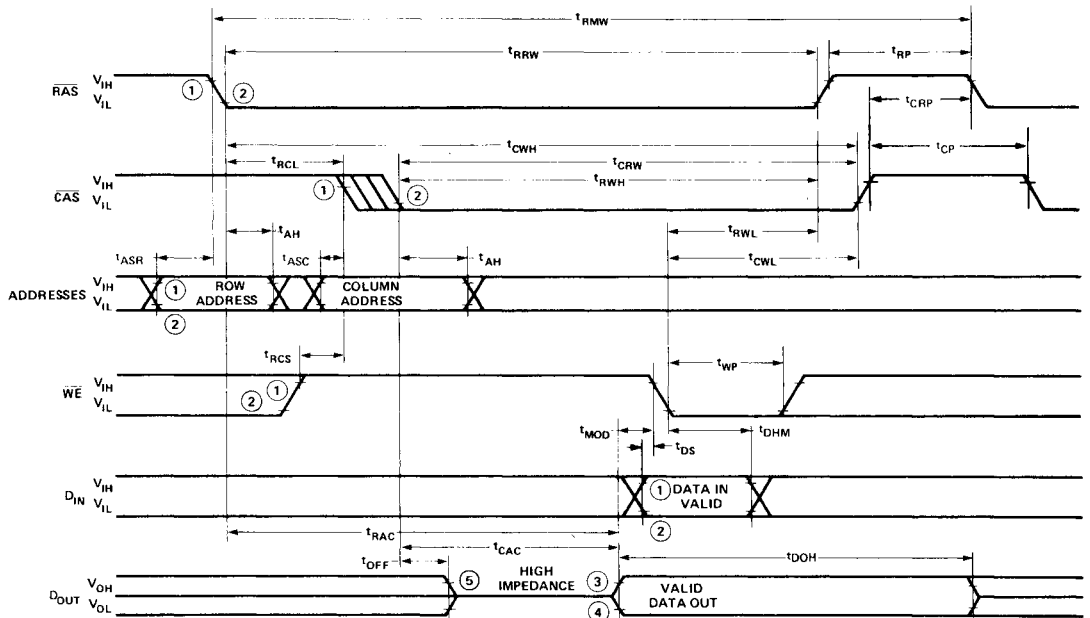 tRMW
tRRW
tRP
RAS VIH ① ②
VIL
tCRP
tCWH
tRCL
tCRW
tCP
tRWH
CAS VIH ① ②
VIL
tAH
tRWL
tASR
tASC
tAH
tCWL
ADDRESSES VIH ① ROW ADDRESS COLUMN ADDRESS
VIL ②
tRCS
tWP
WE VIH ①
VIL ②
tMOD
tDHM
tDS
DIN VIH ① DATA IN VALID
VIL ②
tRAC
tCAC
tOFF
tDOH
DOUT VOH ⑤ HIGH IMPEDANCE ③ VALID DATA OUT
VOL ④